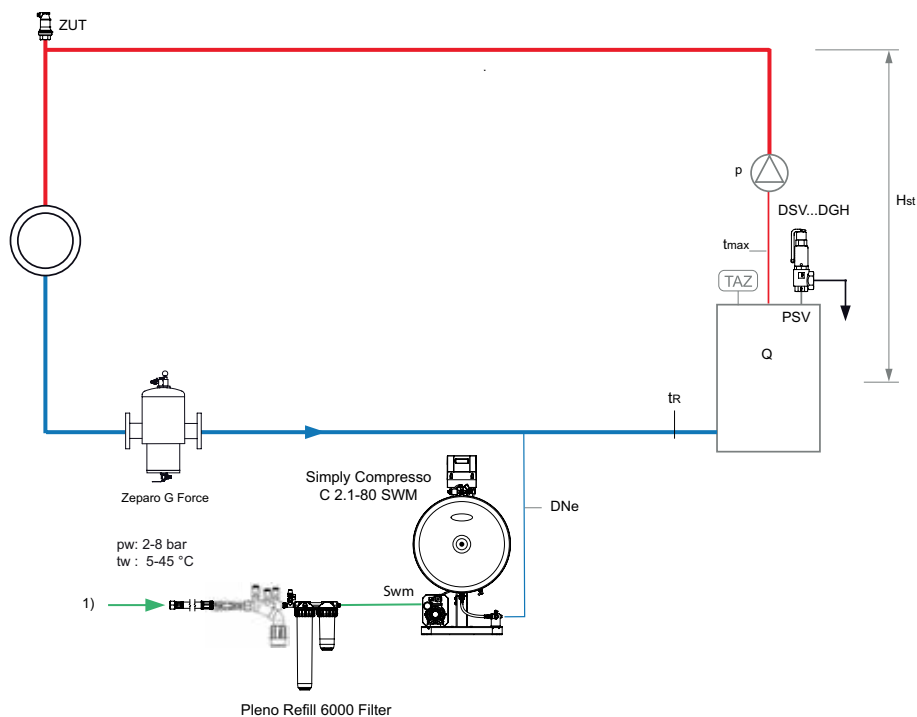 ZUT
p
Hst
DSV...DGH
tmax
TAZ
PSV
Q
tR
Zeparo G Force
Simply Compresso
C 2.1-80 SWM
DNe
pw: 2-8 bar
tw : 5-45 °C
1)
Swm
Pleno Refill 6000 Filter